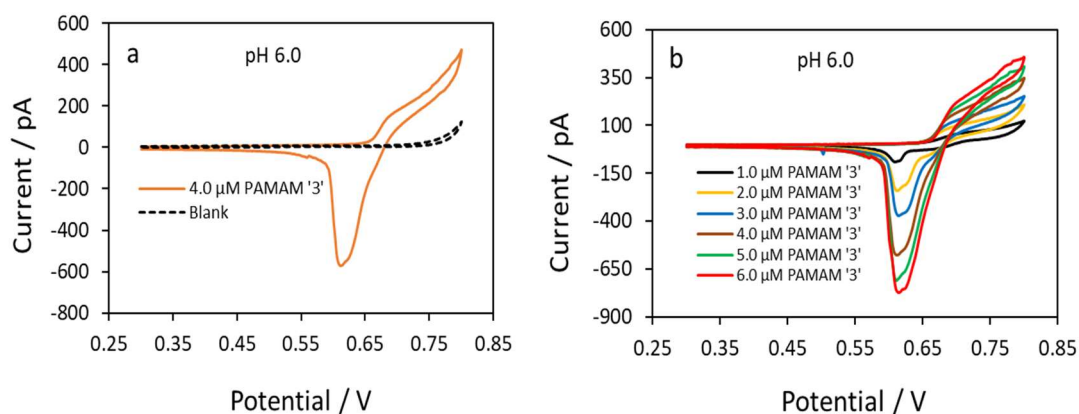 a
pH 6.0
600
400
200
0
-200
-400
-600
-800
Current / pA
4.0 µM PAMAM '3'
Blank
0.25 0.35 0.45 0.55 0.65 0.75 0.85
Potential / V
b
pH 6.0
600
350
100
-150
-400
-650
-900
Current / pA
1.0 µM PAMAM '3'
2.0 µM PAMAM '3'
3.0 µM PAMAM '3'
4.0 µM PAMAM '3'
5.0 µM PAMAM '3'
6.0 µM PAMAM '3'
0.25 0.35 0.45 0.55 0.65 0.75 0.85
Potential / V